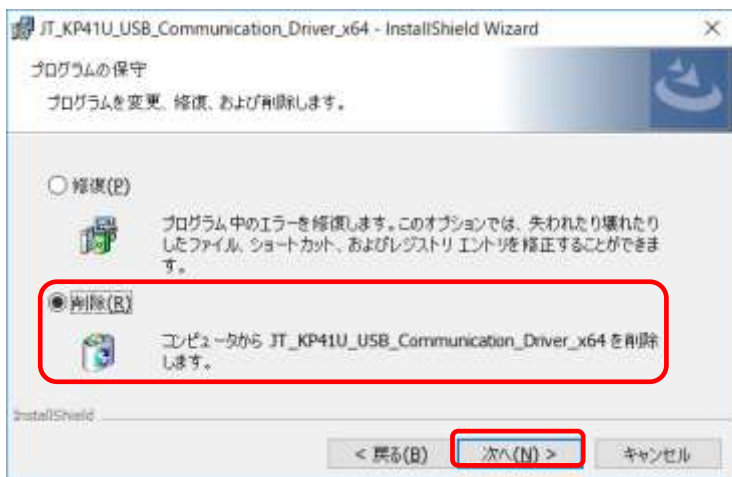 JT_KP41U_USB_Communication_Driver_x64 - InstallShield Wizard
プログラムの保守
プログラムを変更、修復、および削除します。
修復(P)
プログラム中のエラーを修復します。このオプションでは、失われたり壊れたり
したファイル、ショートカット、およびレジストリ エントリを修正することができま
す。
削除(R)
コンピュータから JT_KP41U_USB_Communication_Driver_x64 を削除
します。
InstallShield
< 戻る(B)
次へ(N) >
キャンセル